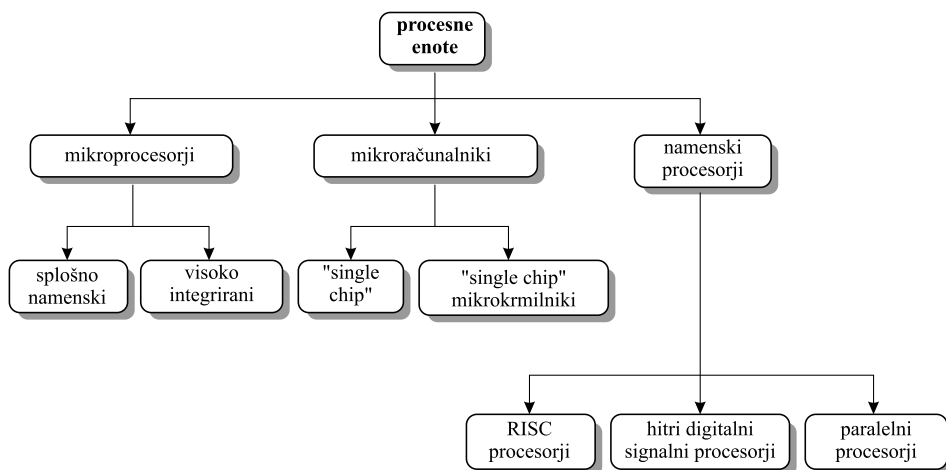 procesne
enote
mikroprocesorji
mikroračunalniki
namenski
procesorji
splošno
namenski
visoko
integrirani
"single
chip"
"single chip"
mikrokrmilniki
RISC
procesorji
hitri digitalni
signalni procesorji
paralelni
procesorji